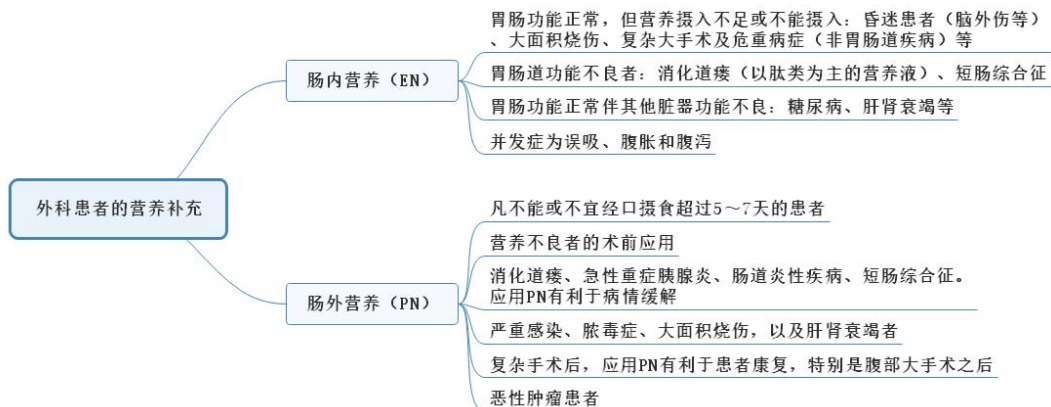 外科患者的营养补充
肠内营养（EN）
胃肠功能正常，但营养摄入不足或不能摄入：昏迷患者（脑外伤等）
、大面积烧伤、复杂大手术及危重病症（非胃肠道疾病）等
胃肠道功能不良者：消化道瘘（以肽类为主的营养液）、短肠综合征
胃肠功能正常伴其他脏器功能不良：糖尿病、肝肾衰竭等
并发症为误吸、腹胀和腹泻
肠外营养（PN）
凡不能或不宜经口摄食超过5～7天的患者
营养不良者的术前应用
消化道瘘、急性重症胰腺炎、肠道炎性疾病、短肠综合征。
应用PN有利于病情缓解
严重感染、脓毒症、大面积烧伤，以及肝肾衰竭者
复杂手术后，应用PN有利于患者康复，特别是腹部大手术之后
恶性肿瘤患者